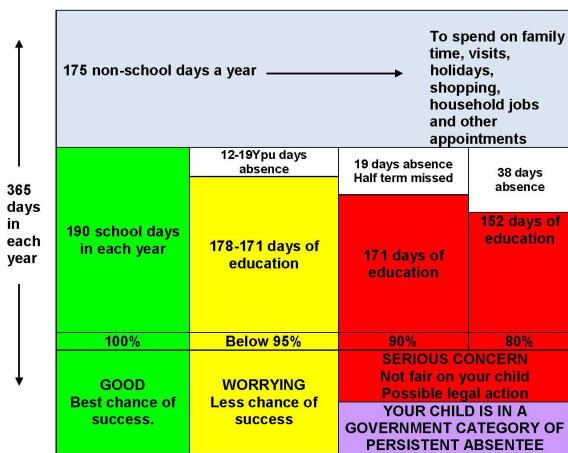 175 non-school days a year
To spend on family
time, visits,
holidays,
shopping,
household jobs
and other
appointments
365
days
in
each
year
190 school days
in each year
12-19Ypu days
absence
178-171 days of
education
19 days absence
Half term missed
171 days of
education
38 days
absence
152 days of
education
100%
Below 95%
90%
80%
GOOD
Best chance of
success.
WORRYING
Less chance of
success
SERIOUS CONCERN
Not fair on your child
Possible legal action
YOUR CHILD IS IN A
GOVERNMENT CATEGORY OF
PERSISTENT ABSENTEE